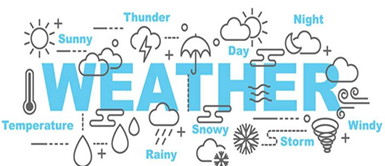 Thunder
Night
Sunny
Day
WEATHER
Temperature
Snowy
Windy
Rainy
Storm